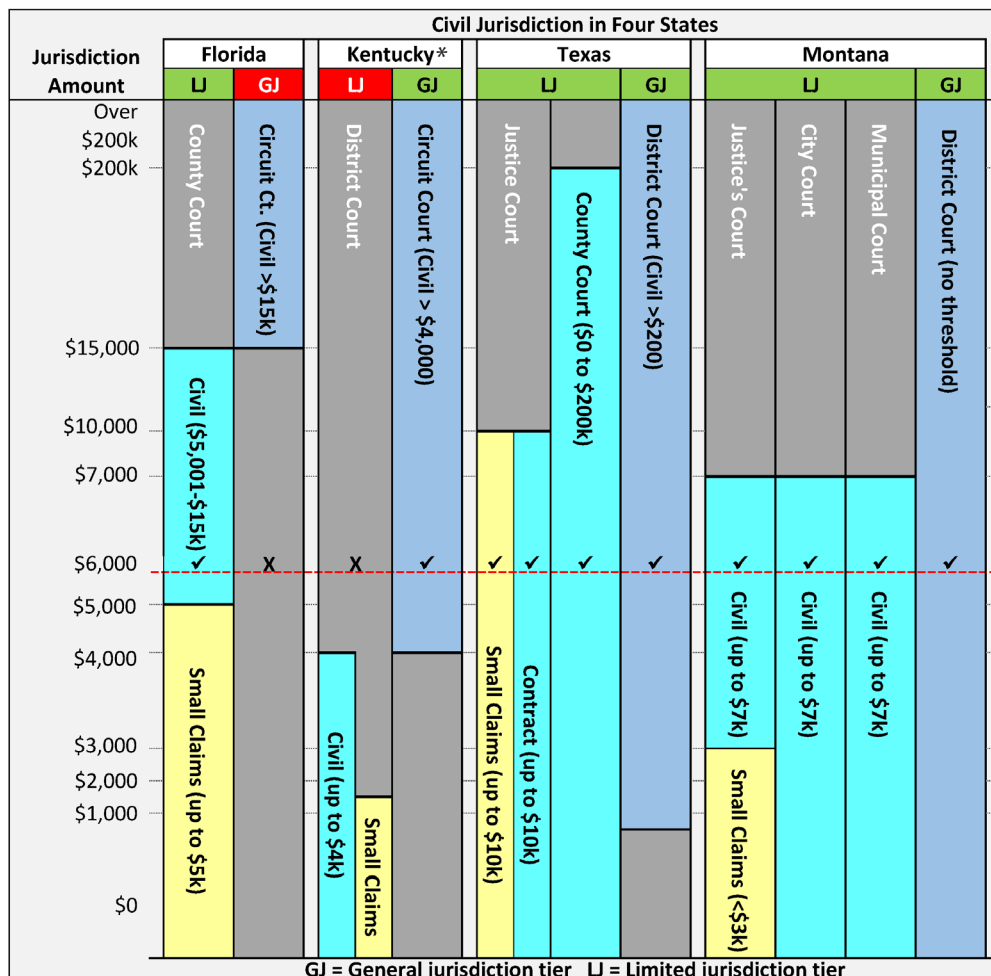 Civil Jurisdiction in Four States
Jurisdiction Amount
Florida
Kentucky*
Texas
Montana
LJ
GJ
LJ
GJ
LJ
GJ
LJ
GJ
Over
$200k
$200k
$15,000
$10,000
$7,000
$6,000
$5,000
$4,000
$3,000
$2,000
$1,000
$0
County Court
Civil ($5,001-$15k)
✓
Small Claims (up to $5k)
Circuit Ct. (Civil >$15k)
X
District Court
X
Civil (up to $4k)
Small Claims
Circuit Court (Civil > $4,000)
✓
Justice Court
✓
Small Claims (up to $10k)
✓
Contract (up to $10k)
County Court ($0 to $200k)
✓
District Court (Civil >$200)
✓
Justice's Court
✓
Civil (up to $7k)
Small Claims (<$3k)
City Court
✓
Civil (up to $7k)
Municipal Court
✓
Civil (up to $7k)
District Court (no threshold)
✓
GJ = General jurisdiction tier LJ = Limited jurisdiction tier